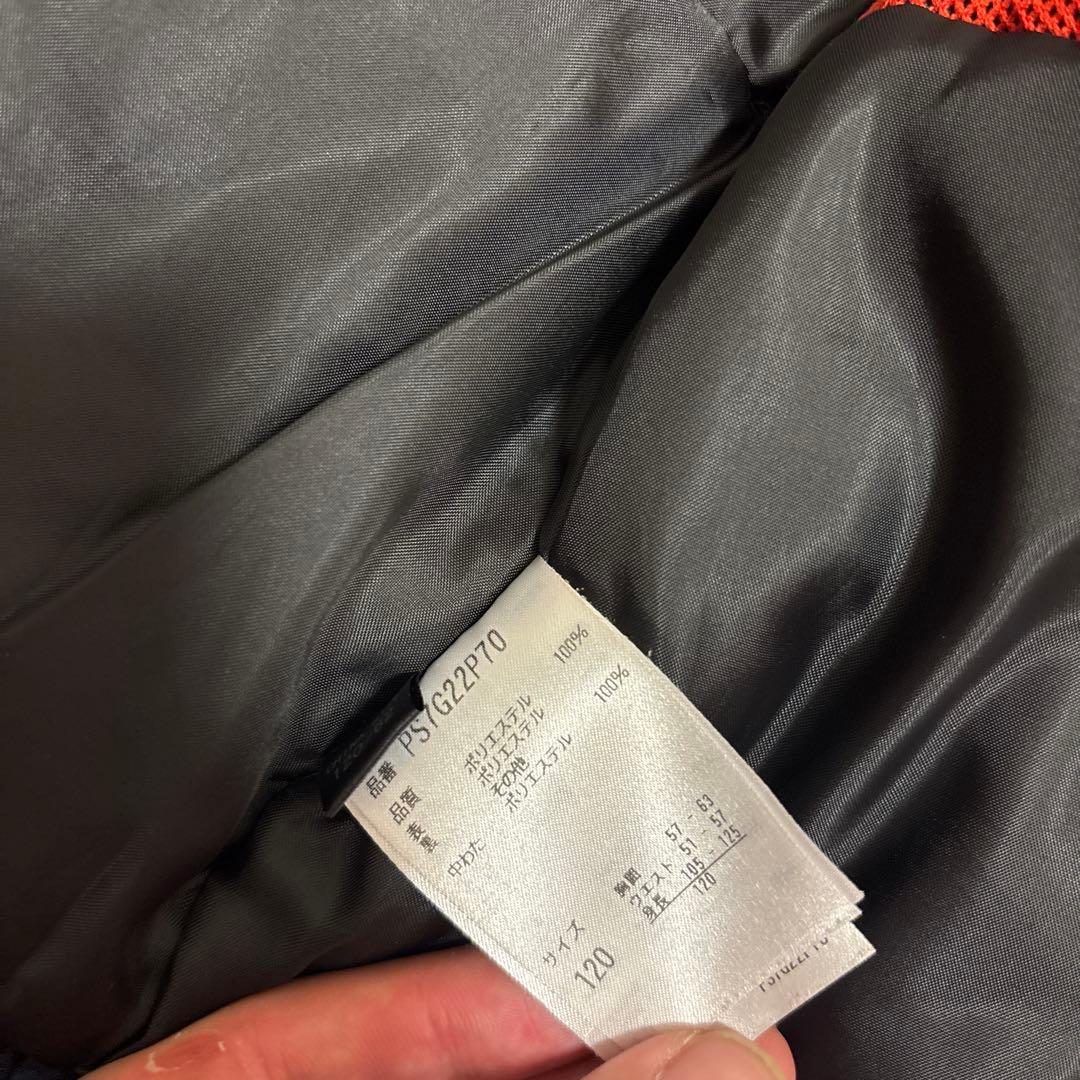 品番 PS7G22P70
品質
表 ポリエステル 100%
裏 ポリエステル
その他
中わた ポリエステル 100%
サイズ
120
胸囲 57 - 63
ウエスト 51 - 57
身長 105 - 125
120